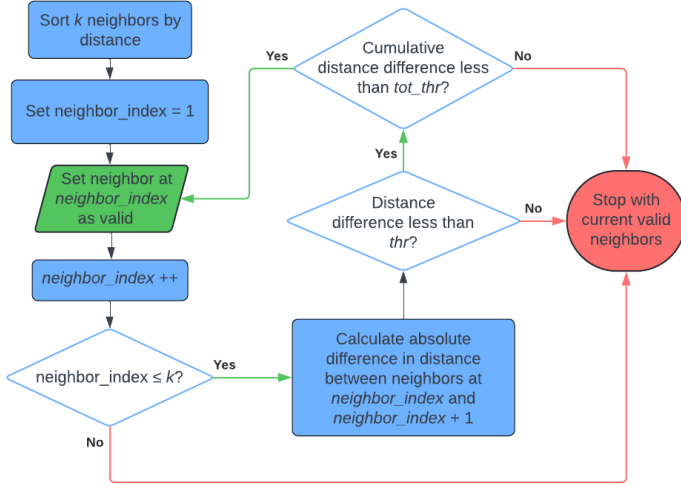 Sort k neighbors by
distance
Set neighbor_index = 1
Set neighbor at
neighbor_index
as valid
neighbor_index ++
neighbor_index ≤ k?
Yes
No
Calculate absolute
difference in distance
between neighbors at
neighbor_index and
neighbor_index + 1
Distance
difference less than
thr?
Yes
No
Cumulative
distance difference less
than tot_thr?
Yes
No
Stop with
current valid
neighbors